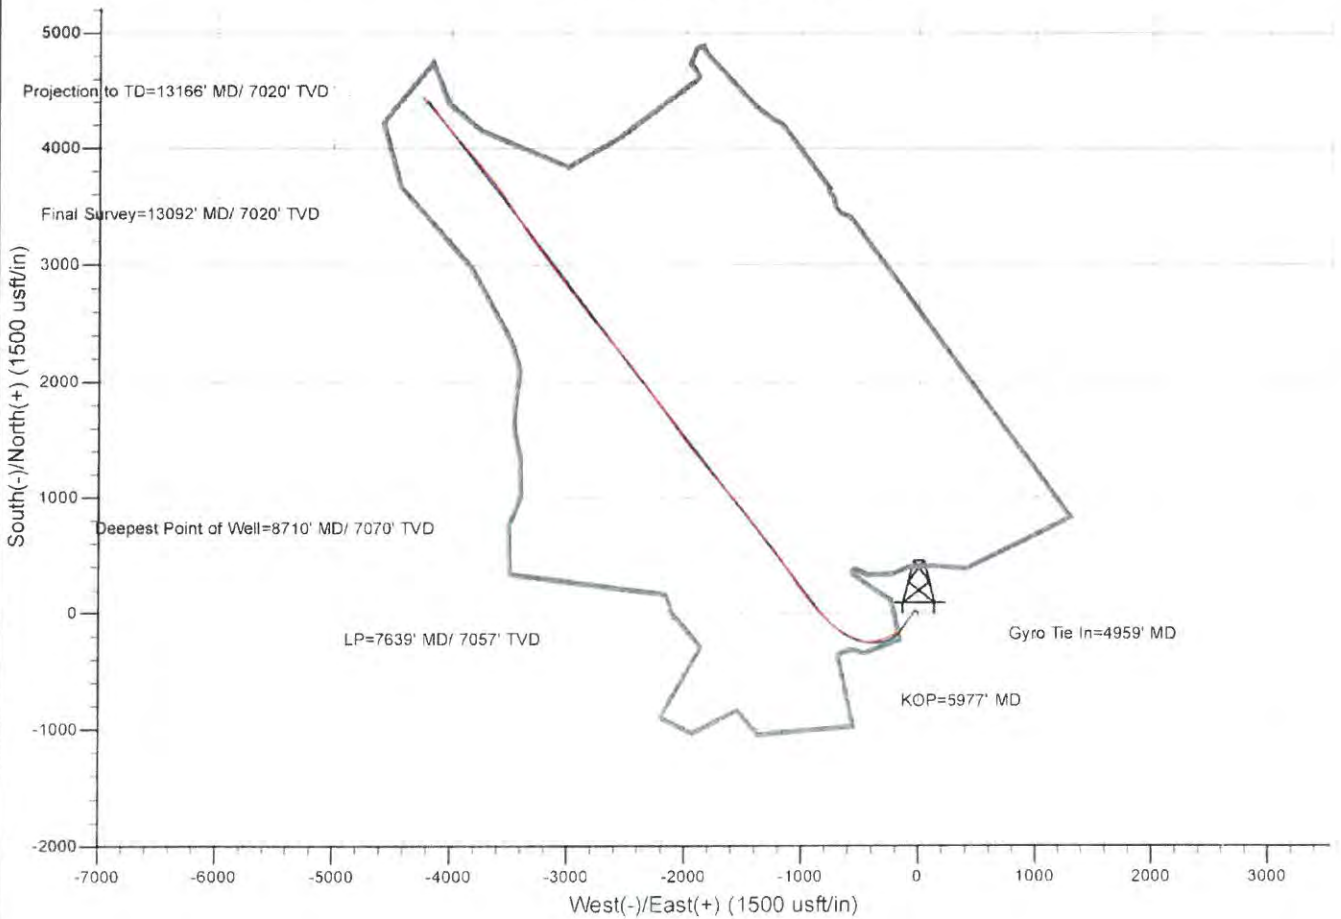 5000
Projection to TD=13166' MD/ 7020' TVD
4000
Final Survey=13092' MD/ 7020' TVD
3000
South(-)/North(+) (1500 usft/in)
2000
1000
Deepest Point of Well=8710' MD/ 7070' TVD
0
LP=7639' MD/ 7057' TVD
Gyro Tie In=4959' MD
KOP=5977' MD
-1000
-2000
-7000 -6000 -5000 -4000 -3000 -2000 -1000 0 1000 2000 3000
West(-)/East(+) (1500 usft/in)